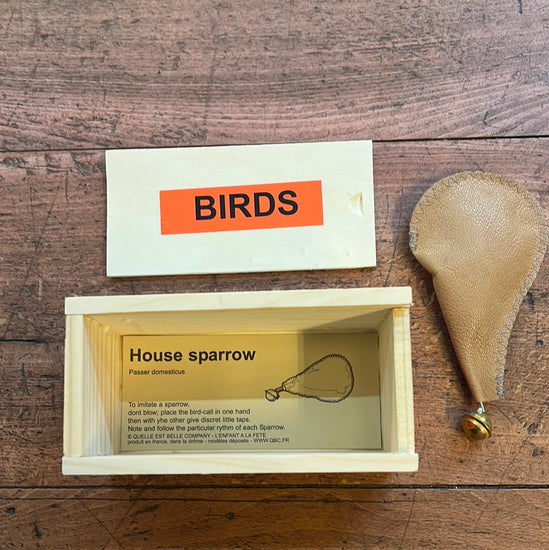 BIRDS
House sparrow
Passer domesticus
To imitate a sparrow,
dont blow; place the bird-call in one hand
then with yhe other give discret little taps.
Note and follow the particular rythm of each Sparrow.
© QUELLE EST BELLE COMPANY - L'ENFANT A LA FETE
produit en france, dans la drôme - modèles déposés - WWW.QBC.FR